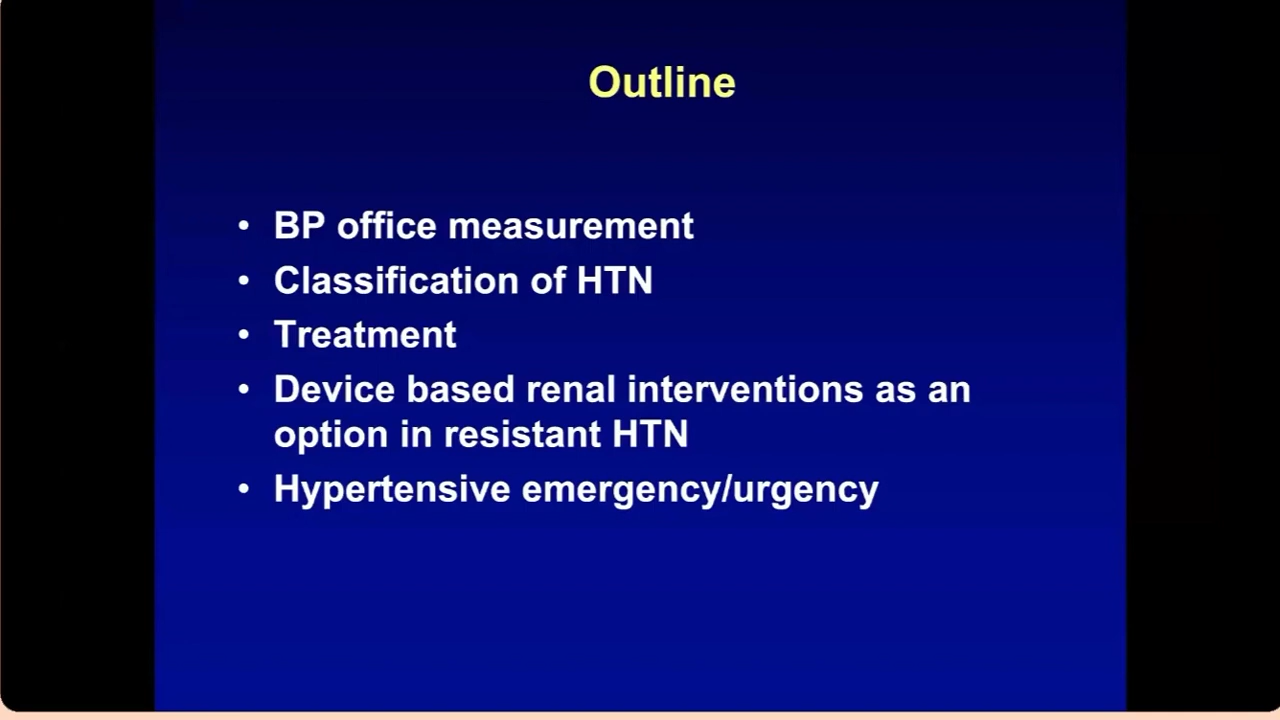 Outline
• BP office measurement
• Classification of HTN
• Treatment
• Device based renal interventions as an
option in resistant HTN
• Hypertensive emergency/urgency